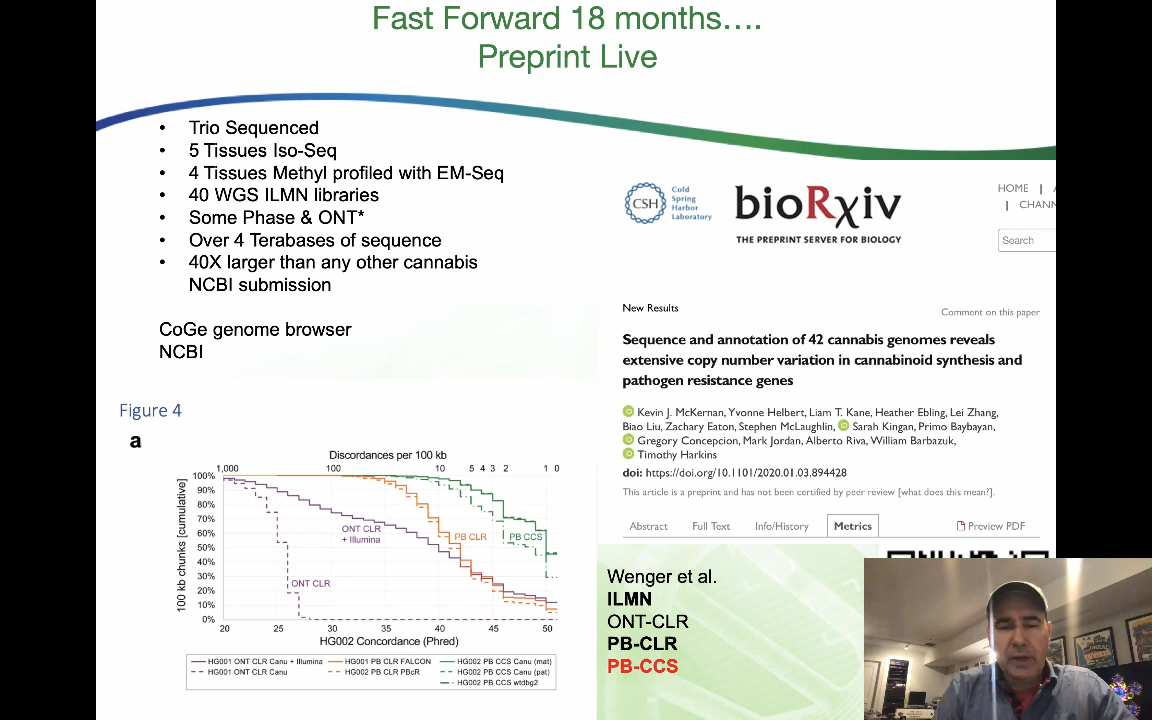 Fast Forward 18 months....
Preprint Live
• Trio Sequenced
• 5 Tissues Iso-Seq
• 4 Tissues Methyl profiled with EM-Seq
• 40 WGS ILMN libraries
• Some Phase & ONT*
• Over 4 Terabases of sequence
• 40X larger than any other cannabis
NCBI submission
CoGe genome browser
NCBI
CSH
Cold
Spring
Harbor
Laboratory
bioRxiv
THE PREPRINT SERVER FOR BIOLOGY
HOME |
| CHANN
Search
New Results
Comment on this paper
Sequence and annotation of 42 cannabis genomes reveals
extensive copy number variation in cannabinoid synthesis and
pathogen resistance genes
iD Kevin J. McKernan, Yvonne Helbert, Liam T. Kane, Heather Ebling, Lei Zhang,
Biao Liu, Zachary Eaton, Stephen McLaughlin, iD Sarah Kingan, Primo Baybayan,
iD Gregory Concepcion, Mark Jordan, Alberto Riva, William Barbazuk,
iD Timothy Harkins
doi: https://doi.org/10.1101/2020.01.03.894428
This article is a preprint and has not been certified by peer review [what does this mean?].
Abstract Full Text Info/History Metrics Preview PDF
Figure 4
a
Discordances per 100 kb
1,000 100 10 5 4 3 2 1 0
100 kb chunks [cumulative]
100%
90%
80%
70%
60%
50%
40%
30%
20%
10%
0%
ONT CLR
+ Illumina
PB CLR
PB CCS
ONT CLR
20 25 30 35 40 45 50
HG002 Concordance (Phred)
HG001 ONT CLR Canu + Illumina HG001 PB CLR FALCON HG002 PB CCS Canu (mat)
HG001 ONT CLR Canu HG002 PB CLR PBcR HG002 PB CCS Canu (pat)
HG002 PB CCS wtdbg2
Wenger et al.
ILMN
ONT-CLR
PB-CLR
PB-CCS